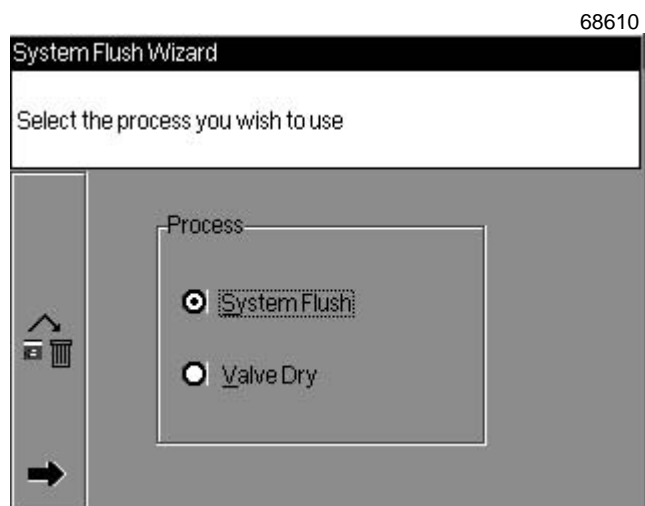 68610
System Flush Wizard
Select the process you wish to use
Process
System Flush
Valve Dry